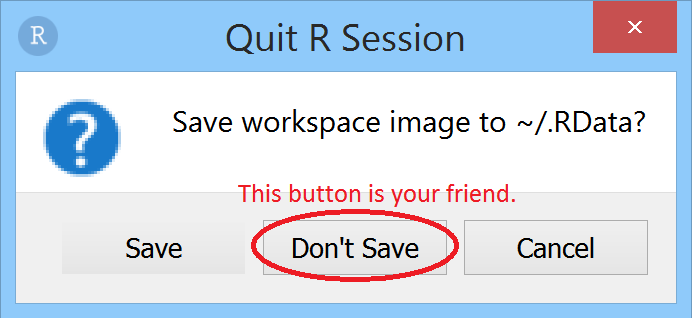 R
Quit R Session
x
?
Save workspace image to ~/.RData?
This button is your friend.
Save Don't Save Cancel